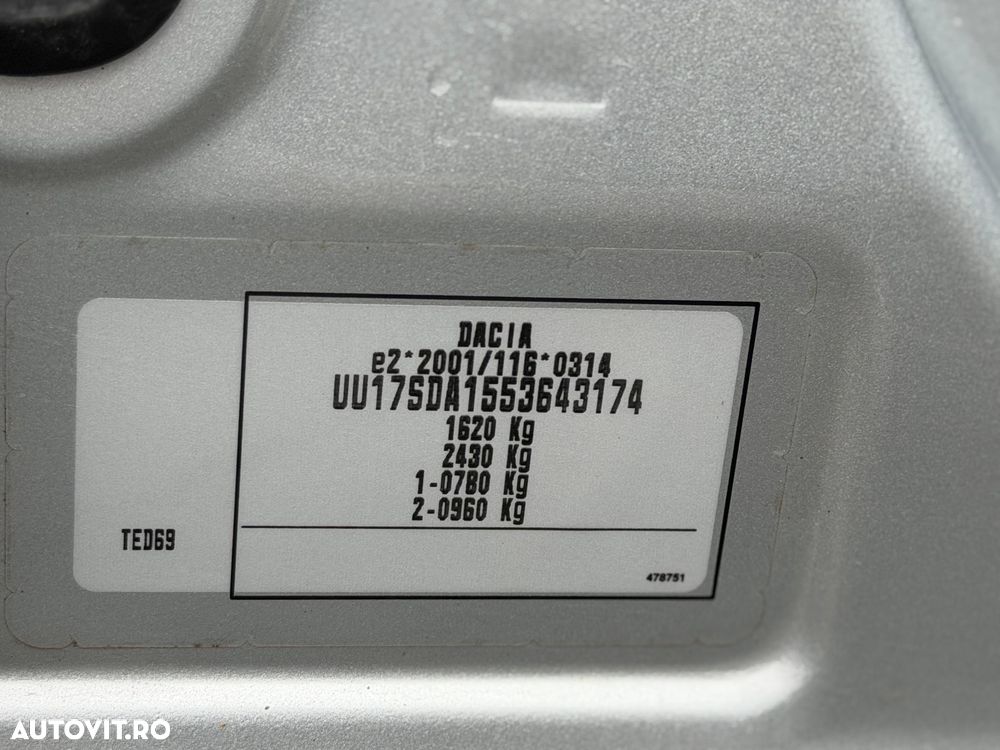 DACIA
e2*2001/116*0314
UU17SDA1553643174
1620 Kg
2430 Kg
1-0780 Kg
2-0960 Kg
TED69
478751
AUTOVIT.RO